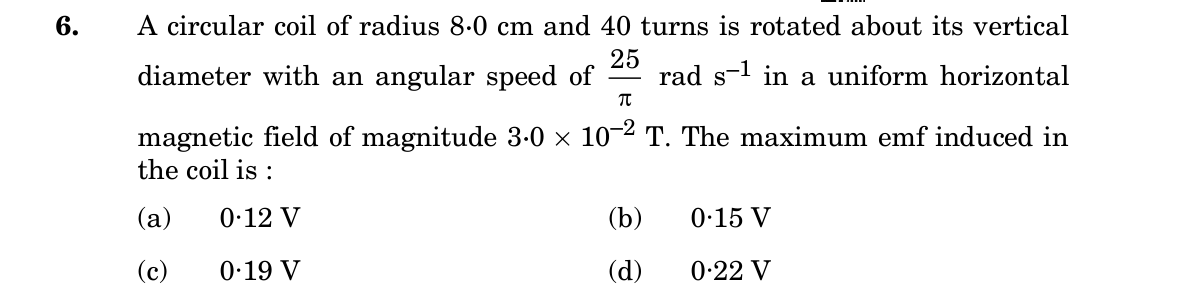 6. A circular coil of radius 8·0 cm and 40 turns is rotated about its vertical
diameter with an angular speed of 25/π rad s⁻¹ in a uniform horizontal
magnetic field of magnitude 3·0 × 10⁻² T. The maximum emf induced in
the coil is :
(a) 0·12 V (b) 0·15 V
(c) 0·19 V (d) 0·22 V